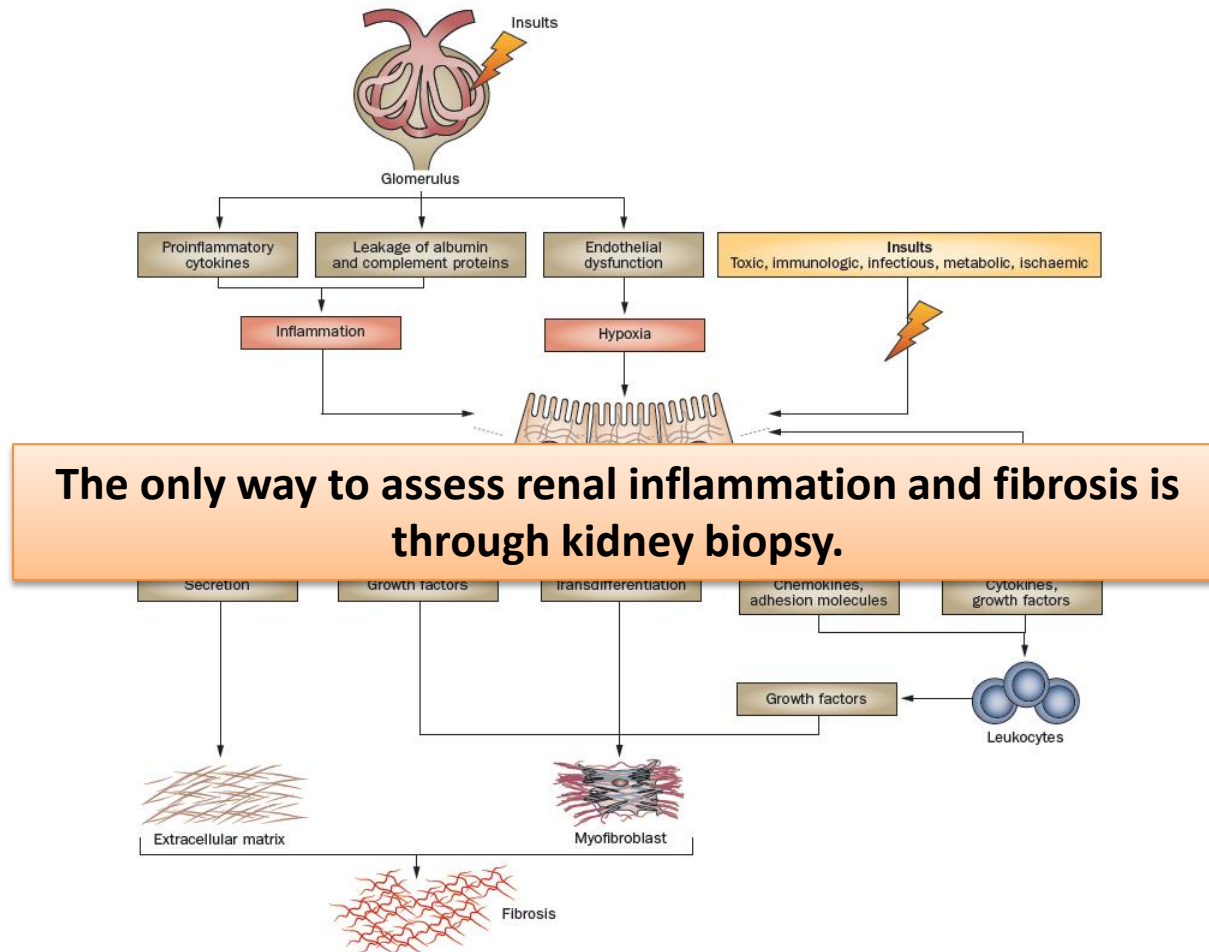 Insults
Glomerulus
Proinflammatory
cytokines
Leakage of albumin
and complement proteins
Endothelial
dysfunction
Insults
Toxic, immunologic, infectious, metabolic, ischaemic
Inflammation
Hypoxia
The only way to assess renal inflammation and fibrosis is
through kidney biopsy.
Secretion
Growth factors
Transdifferentiation
Chemokines,
adhesion molecules
Cytokines,
growth factors
Growth factors
Leukocytes
Extracellular matrix
Myofibroblast
Fibrosis